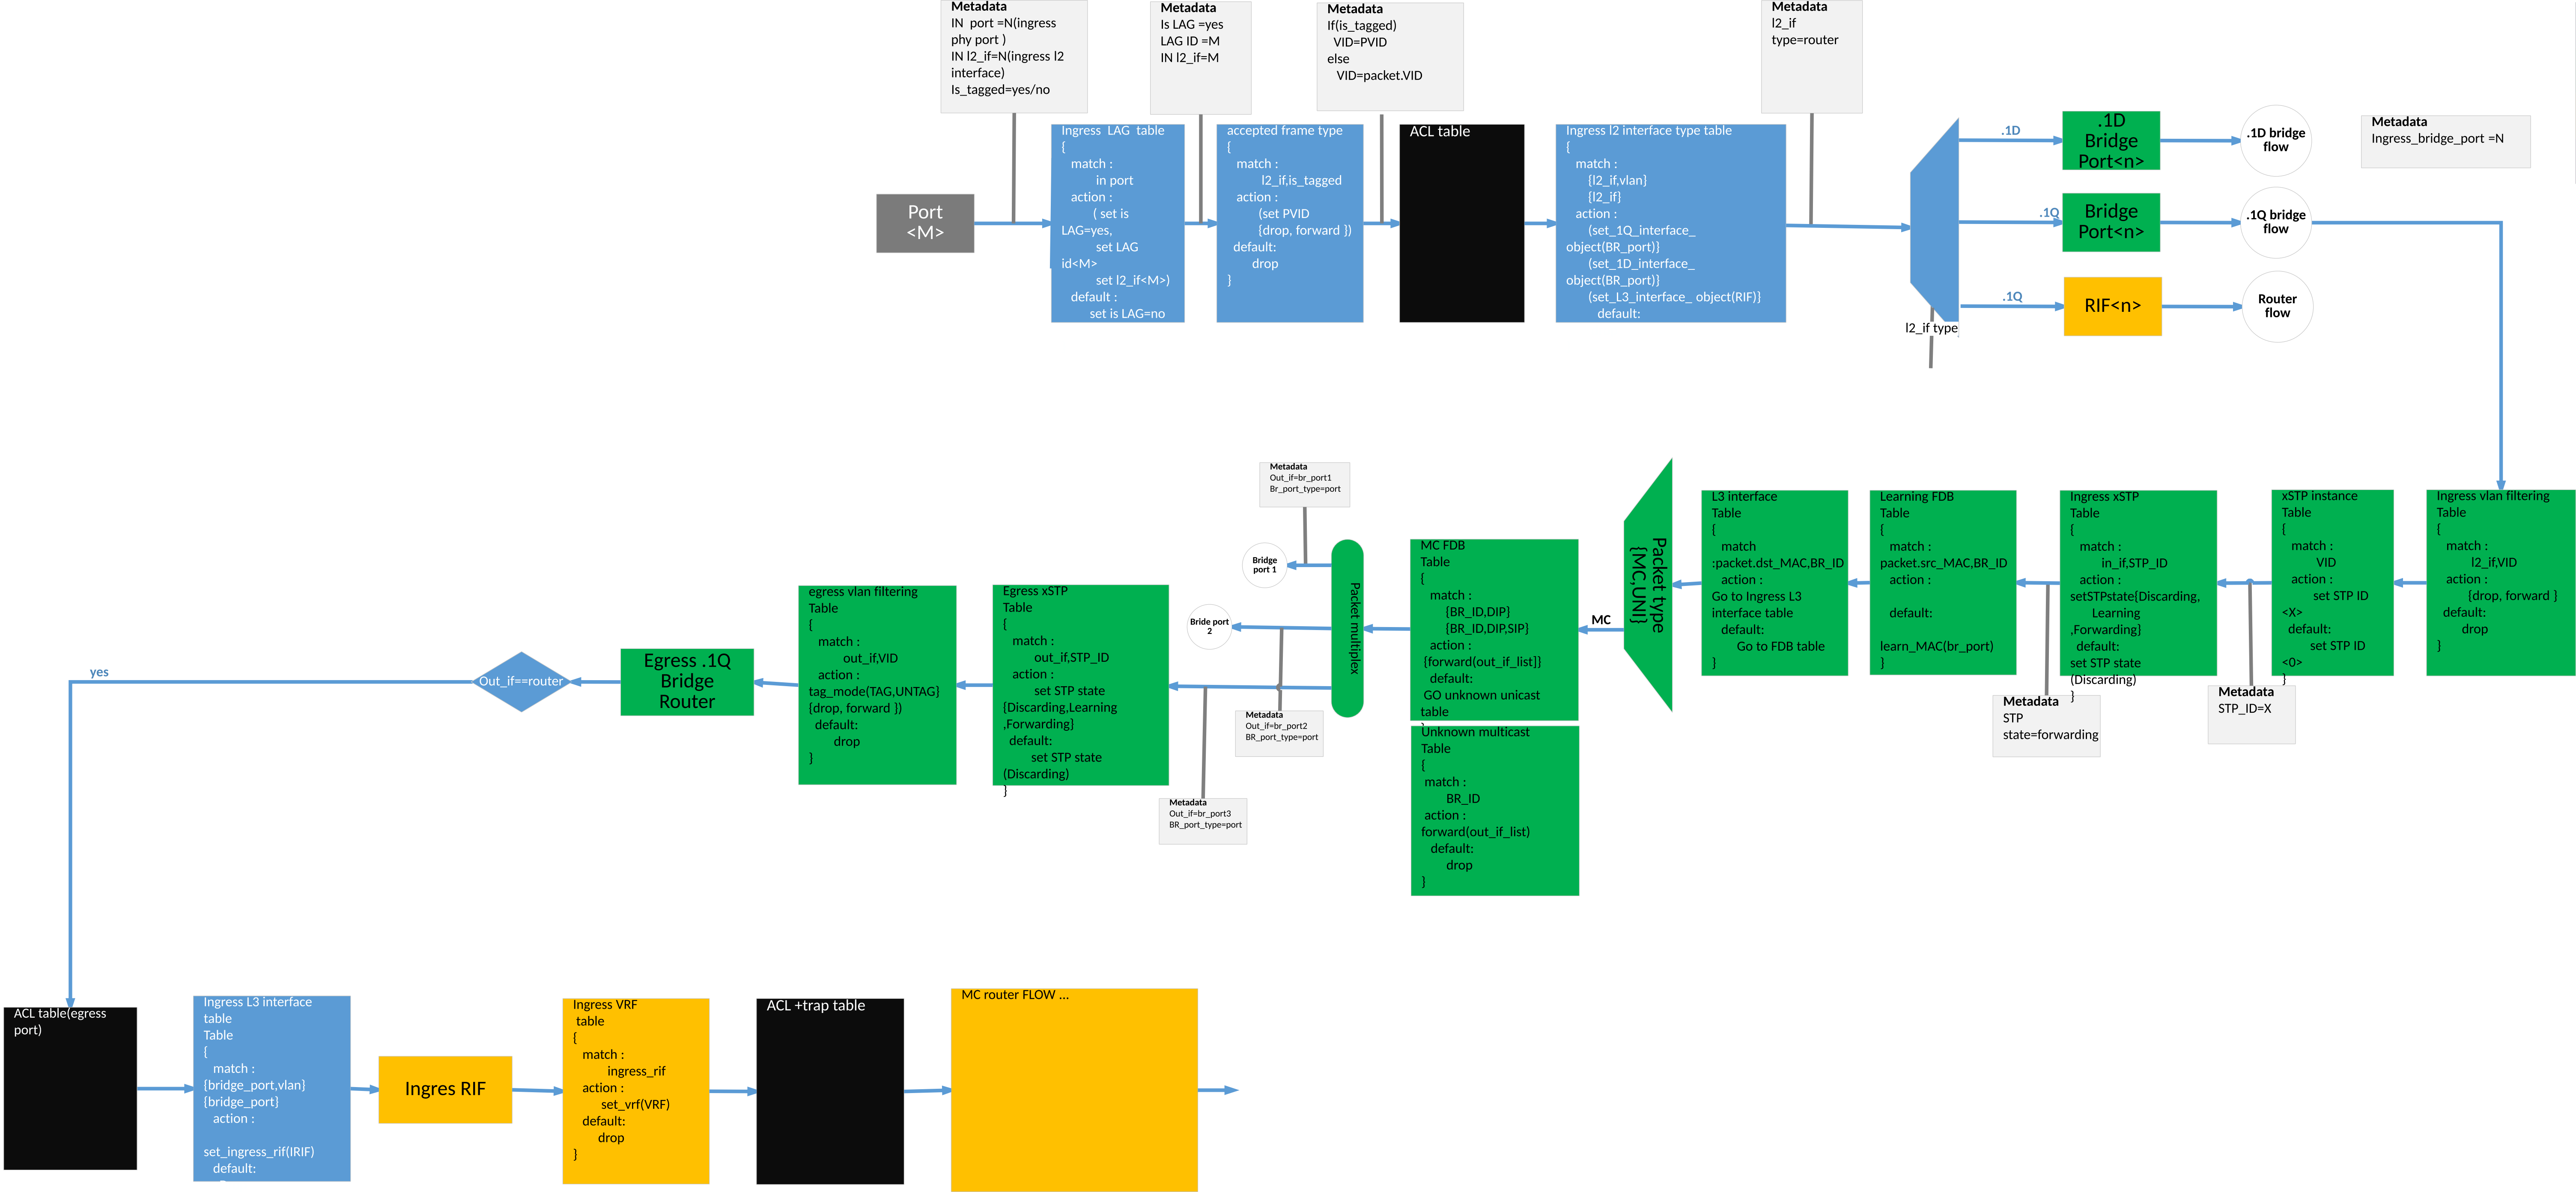 Metadata
IN  port =N(ingress
phy port )
IN l2_if=N(ingress l2
interface)
Is_tagged=yes/no
Metadata
Is LAG =yes
LAG ID =M
IN l2_if=M
Metadata
If(is_tagged)
VID=PVID
else
VID=packet.VID
Metadata
l2_if
type=router
Port
<M>
Ingress  LAG  table
{
match :
in port
action :
( set is
LAG=yes,
set LAG
id<M>
set l2_if<M>)
default :
set is LAG=no
accepted frame type
{
match :
l2_if,is_tagged
action :
(set PVID
{drop, forward })
default:
drop
}
ACL table
Ingress l2 interface type table
{
match :
{l2_if,vlan}
{l2_if}
action :
(set_1Q_interface_
object(BR_port)}
(set_1D_interface_
object(BR_port)}
(set_L3_interface_ object(RIF)}
default:
l2_if type
.1D
.1D
Bridge
Port<n>
.1D bridge
flow
Metadata
Ingress_bridge_port =N
.1Q
Bridge
Port<n>
.1Q bridge
flow
.1Q
RIF<n>
Router
flow
Ingress vlan filtering
Table
{
match :
l2_if,VID
action :
{drop, forward }
default:
drop
}
xSTP instance
Table
{
match :
VID
action :
set STP ID
<X>
default:
set STP ID
<0>
}
Metadata
STP_ID=X
Ingress xSTP
Table
{
match :
in_if,STP_ID
action :
setSTPstate{Discarding,
Learning
,Forwarding}
default:
set STP state
(Discarding)
}
Metadata
STP
state=forwarding
Learning FDB
Table
{
match :
packet.src_MAC,BR_ID
action :
default:
learn_MAC(br_port)
}
L3 interface
Table
{
match
:packet.dst_MAC,BR_ID
action :
Go to Ingress L3
interface table
default:
Go to FDB table
}
Packet type
{MC,UNI}
MC
MC FDB
Table
{
match :
{BR_ID,DIP}
{BR_ID,DIP,SIP}
action :
{forward(out_if_list]}
default:
GO unknown unicast
table
}
Unknown multicast
Table
{
match :
BR_ID
action :
forward(out_if_list)
default:
drop
}
Packet multiplex
Metadata
Out_if=br_port1
Br_port_type=port
Bridge
port 1
Bride port
2
Metadata
Out_if=br_port2
BR_port_type=port
Metadata
Out_if=br_port3
BR_port_type=port
Egress xSTP
Table
{
match :
out_if,STP_ID
action :
set STP state
{Discarding,Learning
,Forwarding}
default:
set STP state
(Discarding)
}
egress vlan filtering
Table
{
match :
out_if,VID
action :
tag_mode(TAG,UNTAG}
{drop, forward })
default:
drop
}
Egress .1Q
Bridge
Router
Out_if==router
yes
ACL table(egress
port)
Ingress L3 interface
table
Table
{
match :
{bridge_port,vlan}
{bridge_port}
action :
set_ingress_rif(IRIF)
default:
Ingres RIF
Ingress VRF
table
{
match :
ingress_rif
action :
set_vrf(VRF)
default:
drop
}
ACL +trap table
MC router FLOW ...